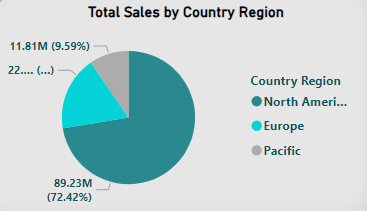 Total Sales by Country Region
11.81M (9.59%)
22.... (...)
Country Region
North Ameri...
Europe
Pacific
89.23M
(72.42%)